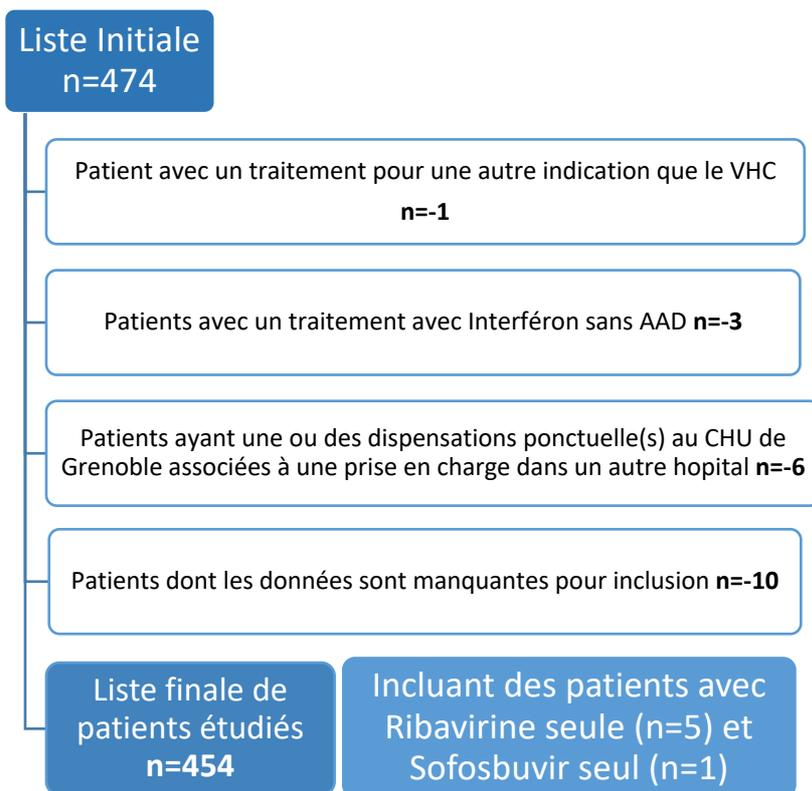 Liste Initiale
n=474
Patient avec un traitement pour une autre indication que le VHC
n=-1
Patients avec un traitement avec Interféron sans AAD n=-3
Patients ayant une ou des dispensations ponctuelle(s) au CHU de
Grenoble associées à une prise en charge dans un autre hopital n=-6
Patients dont les données sont manquantes pour inclusion n=-10
Liste finale de
patients étudiés
n=454
Incluant des patients avec
Ribavirine seule (n=5) et
Sofosbuvir seul (n=1)